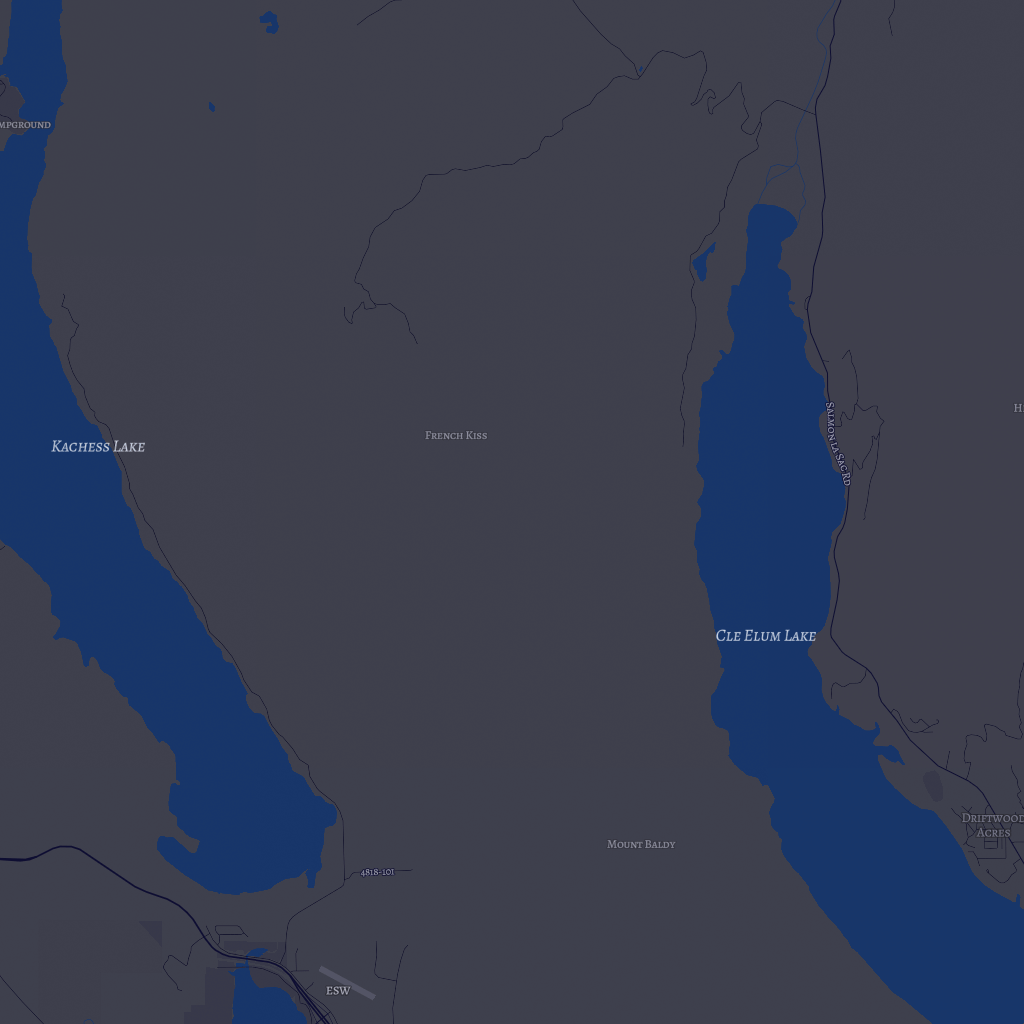 MPGROUND
Salmon la Sac Rd
French Kiss
Kachess Lake
Cle Elum Lake
Driftwood
Acres
Mount Baldy
4818-101
ESW